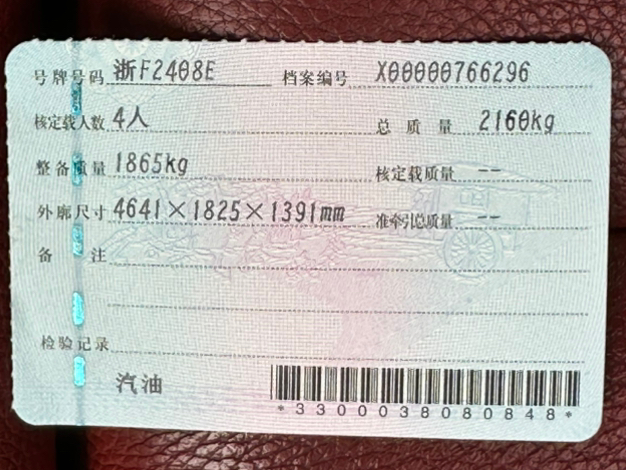 号牌号码 浙F2408E 档案编号 X00000766296
核定载人数 4人 总质量 2160kg
整备质量 1865kg 核定载质量 --
外廓尺寸 4641×1825×1391mm 准牵引总质量 --
备注
检验记录
汽油
*3300038080848*